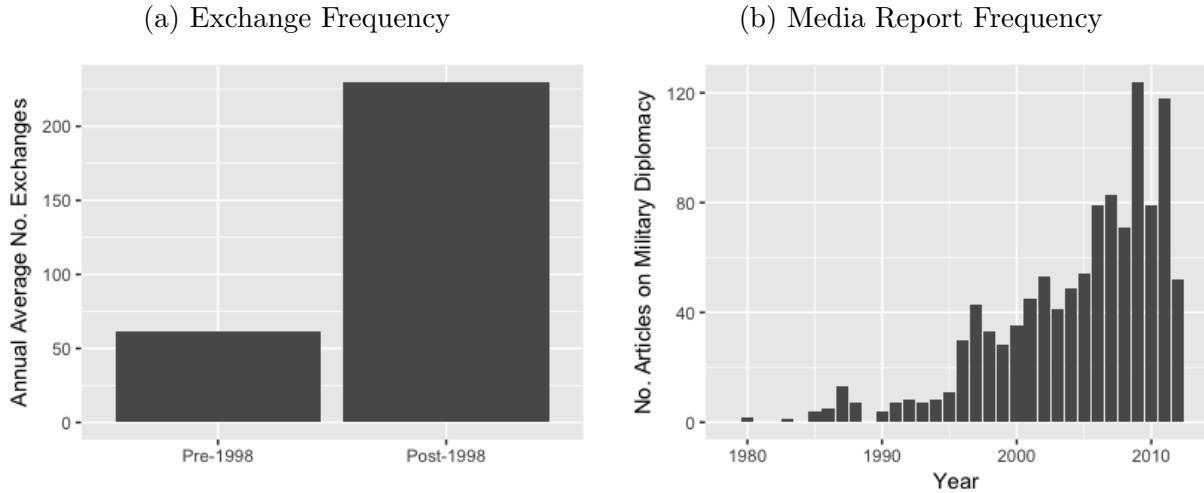 (a) Exchange Frequency
Annual Average No. Exchanges
200
150
100
50
0
Pre-1998 Post-1998
(b) Media Report Frequency
No. Articles on Military Diplomacy
120
80
40
0
1980 1990 2000 2010
Year